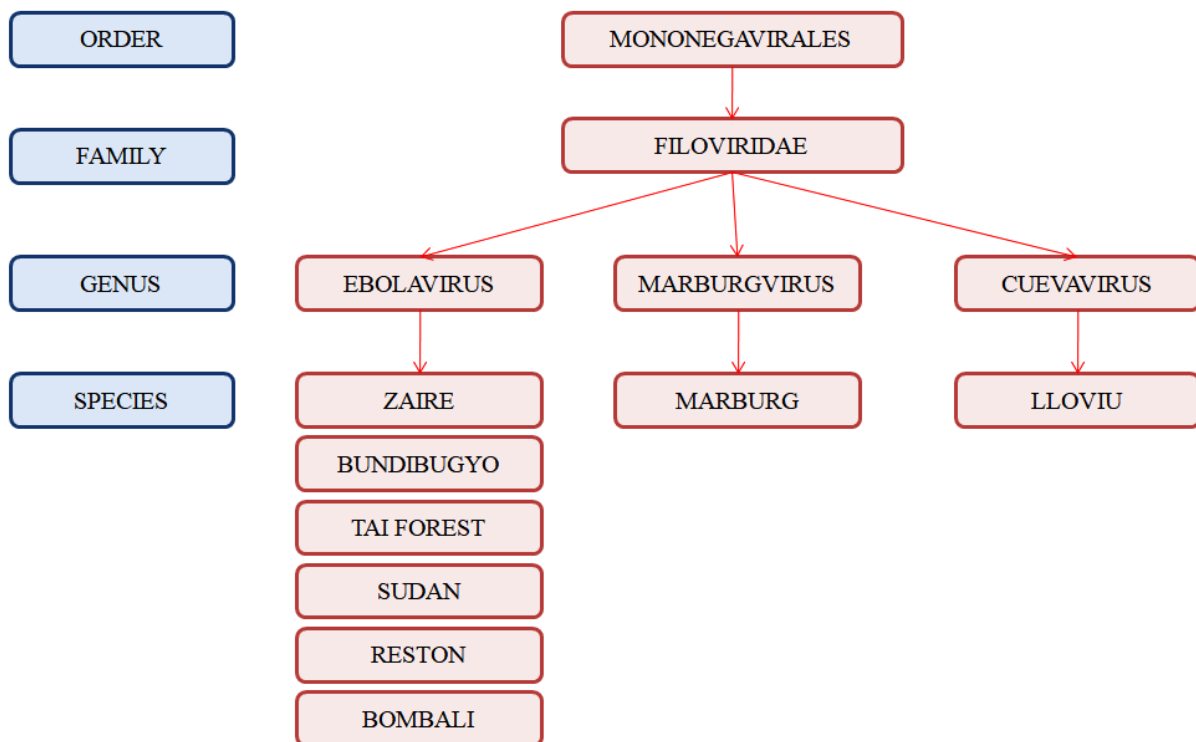 ORDER
MONONEGAVIRALES
FAMILY
FILOVIRIDAE
GENUS
EBOLAVIRUS
MARBURGVIRUS
CUEVAVIRUS
SPECIES
ZAIRE
MARBURG
LLOVIU
BUNDIBUGYO
TAI FOREST
SUDAN
RESTON
BOMBALI